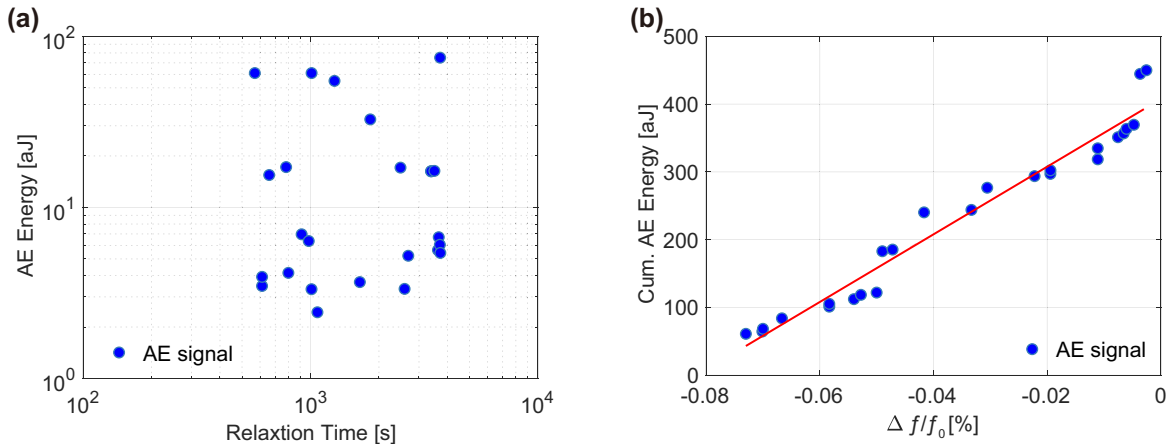 (a)
10²
10¹
10⁰
AE Energy [aJ]
AE signal
10² 10³ 10⁴
Relaxtion Time [s]
(b)
500
400
300
200
100
0
Cum. AE Energy [aJ]
AE signal
-0.08 -0.06 -0.04 -0.02 0
Δ f/f₀ [%]